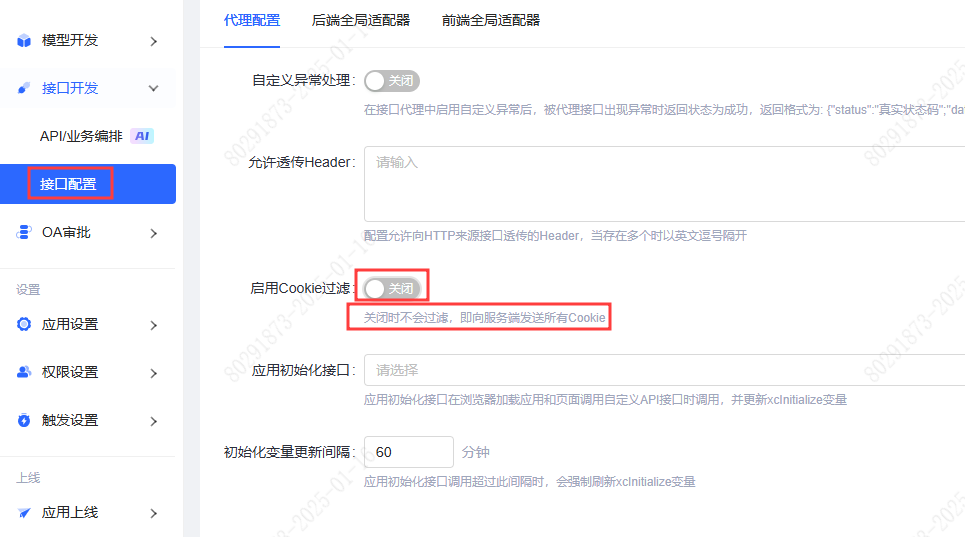 模型开发
接口开发
API/业务编排 AI
接口配置
OA审批
设置
应用设置
权限设置
触发设置
上线
应用上线
代理配置 后端全局适配器 前端全局适配器
自定义异常处理: 关闭
在接口代理中启用自定义异常后，被代理接口出现异常时返回状态为成功，返回格式为: {"status":"真实状态码";"da
允许透传Header: 请输入
配置允许向HTTP来源接口透传的Header，当存在多个时以英文逗号隔开
启用Cookie过滤: 关闭
关闭时不会过滤，即向服务端发送所有Cookie
应用初始化接口: 请选择
应用初始化接口在浏览器加载应用和页面调用自定义API接口时调用，并更新xcInitialize变量
初始化变量更新间隔: 60 分钟
应用初始化接口调用超过此间隔时，会强制刷新xcInitialize变量